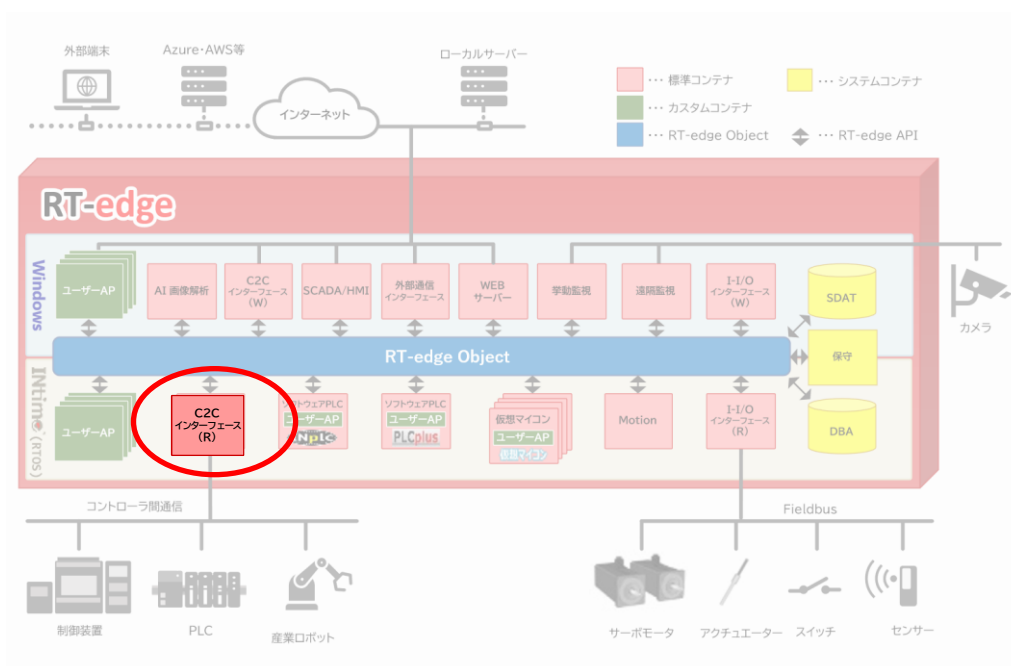 外部端末
Azure・AWS等
ローカルサーバー
インターネット
･･･ 標準コンテナ
･･･ システムコンテナ
･･･ カスタムコンテナ
･･･ RT-edge Object
･･･ RT-edge API
RT-edge
Windows
ユーザーAP
AI 画像解析
C2C
インターフェース
(W)
SCADA/HMI
外部通信
インターフェース
WEB
サーバー
挙動監視
遠隔監視
I-I/O
インターフェース
(W)
SDAT
カメラ
RT-edge Object
保守
INtime(RTOS)
ユーザーAP
C2C
インターフェース
(R)
ソフトウェアPLC
ユーザーAP
INplc
ソフトウェアPLC
ユーザーAP
PLCplus
仮想マイコン
ユーザーAP
仮想マイコン
Motion
I-I/O
インターフェース
(R)
DBA
コントローラ間通信
Fieldbus
制御装置
PLC
産業ロボット
サーボモータ
アクチュエーター
スイッチ
センサー